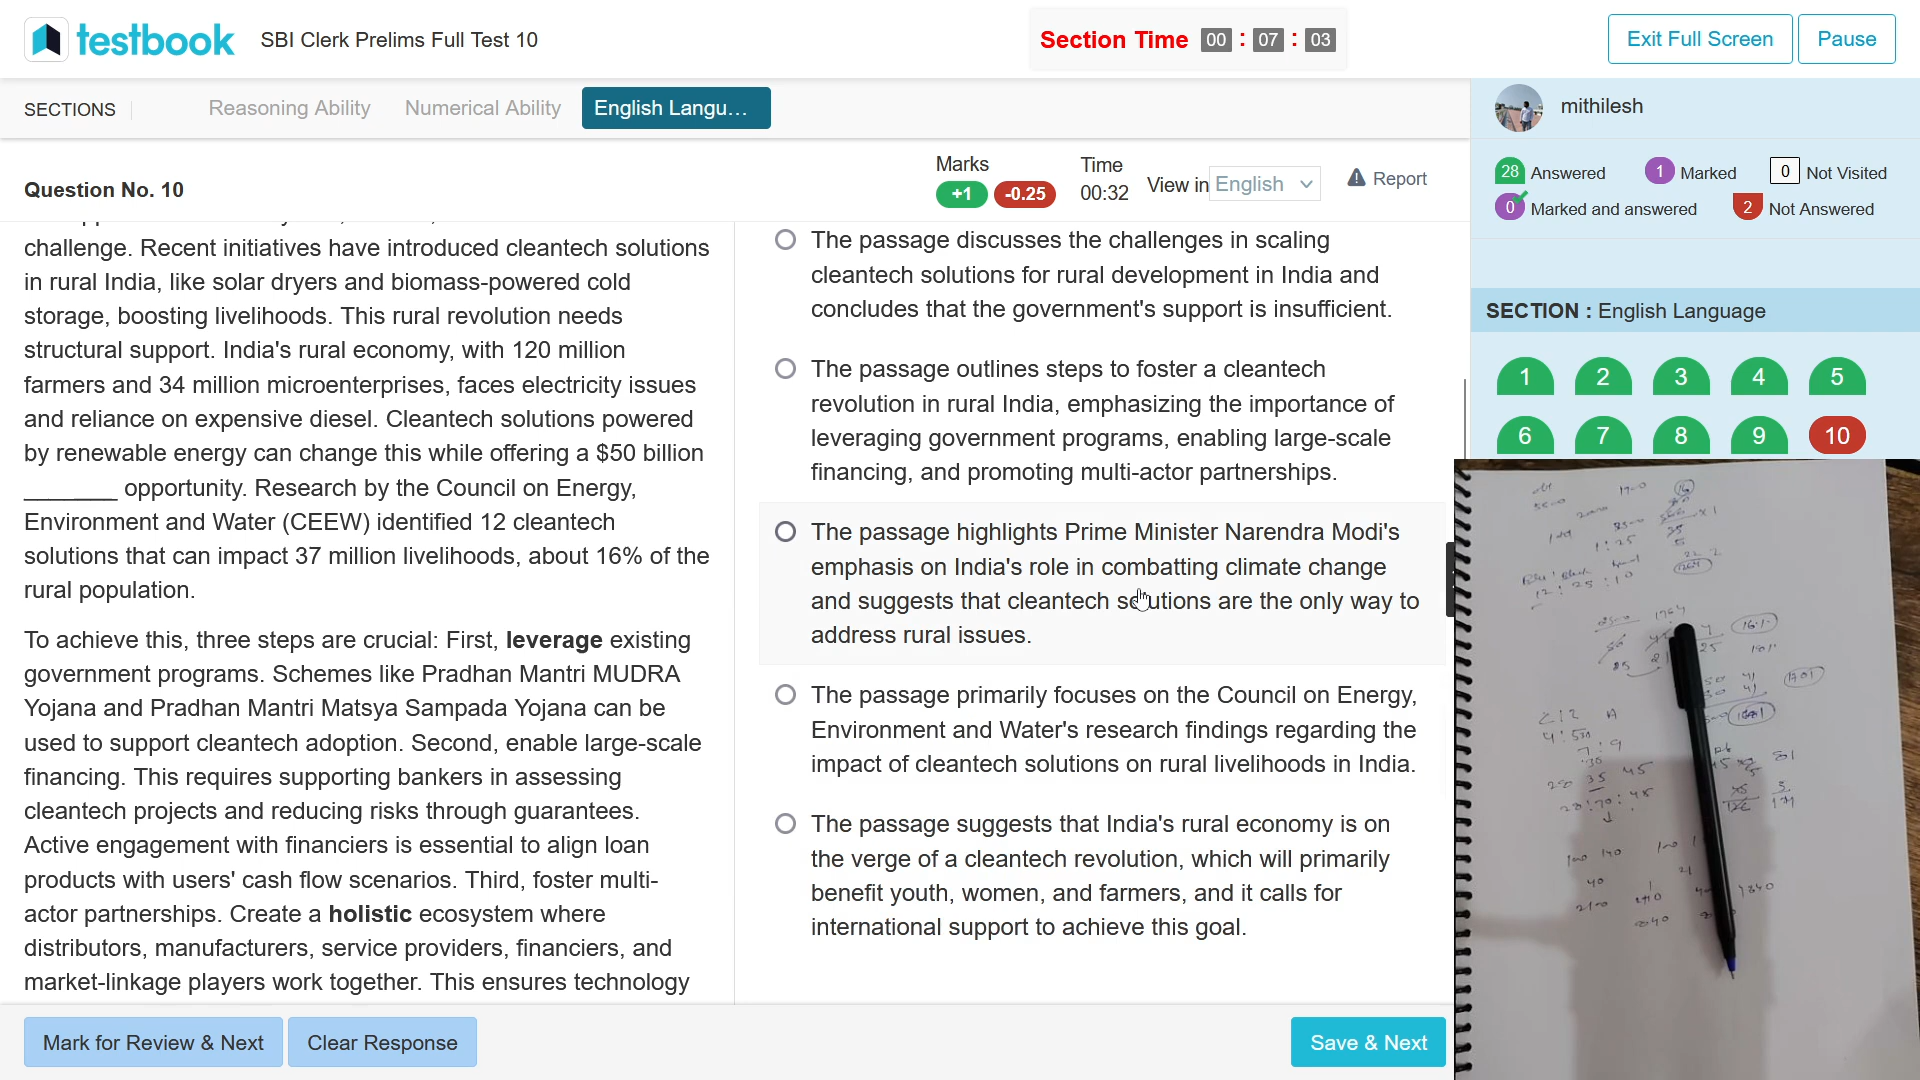 testbook
SBI Clerk Prelims Full Test 10
Section Time 00 : 07 : 03
Exit Full Screen
Pause
SECTIONS
Reasoning Ability
Numerical Ability
English Langu...
mithilesh
28 Answered
1 Marked
0 Not Visited
0 Marked and answered
2 Not Answered
Question No. 10
Marks
+1 -0.25
Time
00:32
View in English
Report
challenge. Recent initiatives have introduced cleantech solutions
in rural India, like solar dryers and biomass-powered cold
storage, boosting livelihoods. This rural revolution needs
structural support. India's rural economy, with 120 million
farmers and 34 million microenterprises, faces electricity issues
and reliance on expensive diesel. Cleantech solutions powered
by renewable energy can change this while offering a $50 billion
_______ opportunity. Research by the Council on Energy,
Environment and Water (CEEW) identified 12 cleantech
solutions that can impact 37 million livelihoods, about 16% of the
rural population.
To achieve this, three steps are crucial: First, leverage existing
government programs. Schemes like Pradhan Mantri MUDRA
Yojana and Pradhan Mantri Matsya Sampada Yojana can be
used to support cleantech adoption. Second, enable large-scale
financing. This requires supporting bankers in assessing
cleantech projects and reducing risks through guarantees.
Active engagement with financiers is essential to align loan
products with users' cash flow scenarios. Third, foster multi-
actor partnerships. Create a holistic ecosystem where
distributors, manufacturers, service providers, financiers, and
market-linkage players work together. This ensures technology
The passage discusses the challenges in scaling
cleantech solutions for rural development in India and
concludes that the government's support is insufficient.
The passage outlines steps to foster a cleantech
revolution in rural India, emphasizing the importance of
leveraging government programs, enabling large-scale
financing, and promoting multi-actor partnerships.
The passage highlights Prime Minister Narendra Modi's
emphasis on India's role in combatting climate change
and suggests that cleantech solutions are the only way to
address rural issues.
The passage primarily focuses on the Council on Energy,
Environment and Water's research findings regarding the
impact of cleantech solutions on rural livelihoods in India.
The passage suggests that India's rural economy is on
the verge of a cleantech revolution, which will primarily
benefit youth, women, and farmers, and it calls for
international support to achieve this goal.
SECTION : English Language
1 2 3 4 5
6 7 8 9 10
Mark for Review & Next
Clear Response
Save & Next